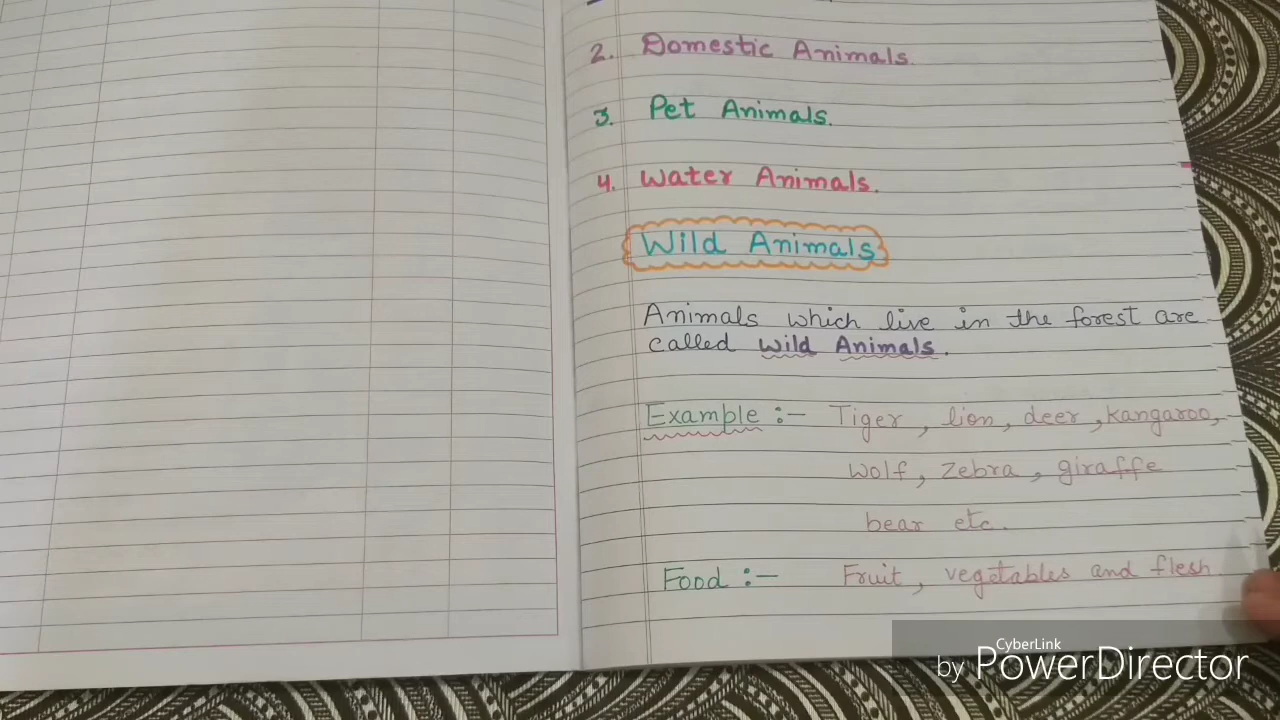 2. Domestic Animals.
3. Pet Animals.
4. Water Animals.
Wild Animals
Animals which live in the forest are
called Wild Animals.
Example :- Tiger, lion, deer, kangaroo,
wolf, zebra, giraffe
bear etc.
Food :- Fruit, vegetables and flesh
CyberLink
by PowerDirector